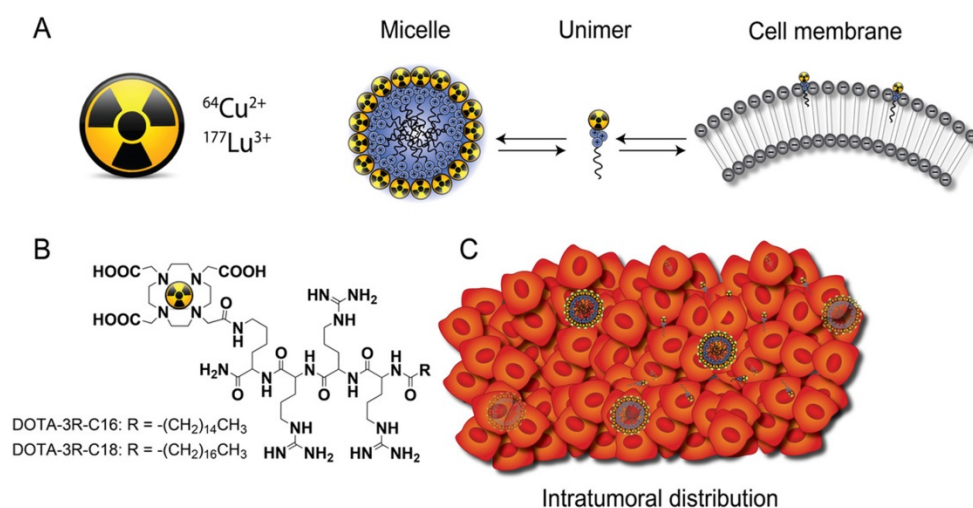 A
Micelle
Unimer
Cell membrane
⁶⁴Cu²⁺
¹⁷⁷Lu³⁺
B
C
HOOC
COOH
N
N
HOOC
N
N
O
HN
O
H₂N
O
N
H
O
H
N
O
N
H
O
H
N
R
O
HN
NH₂
NH
NH
HN
NH₂
NH
HN
NH₂
DOTA-3R-C16: R = -(CH₂)₁₄CH₃
DOTA-3R-C18: R = -(CH₂)₁₆CH₃
Intratumoral distribution